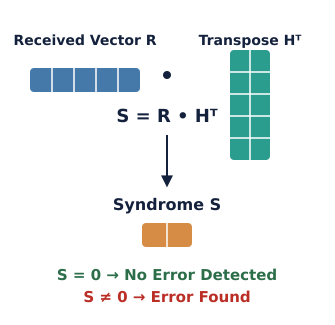 Received Vector R
Transpose Hᵀ
S = R • Hᵀ
Syndrome S
S = 0 → No Error Detected
S ≠ 0 → Error Found